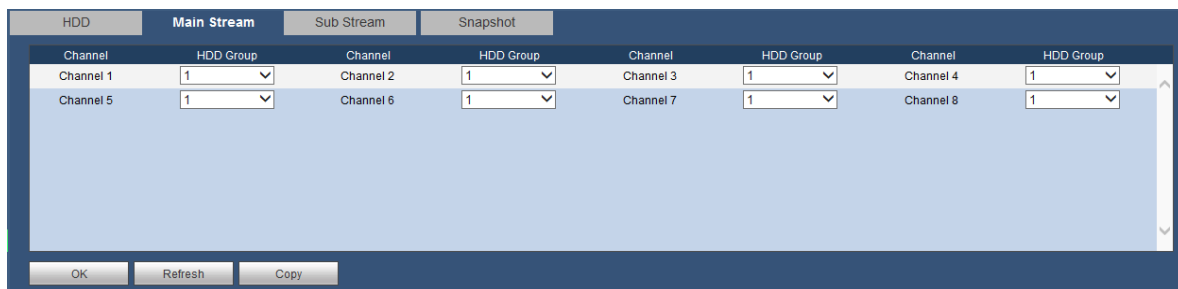 HDD Main Stream Sub Stream Snapshot
Channel HDD Group Channel HDD Group Channel HDD Group Channel HDD Group
Channel 1 1 Channel 2 1 Channel 3 1 Channel 4 1
Channel 5 1 Channel 6 1 Channel 7 1 Channel 8 1
OK Refresh Copy